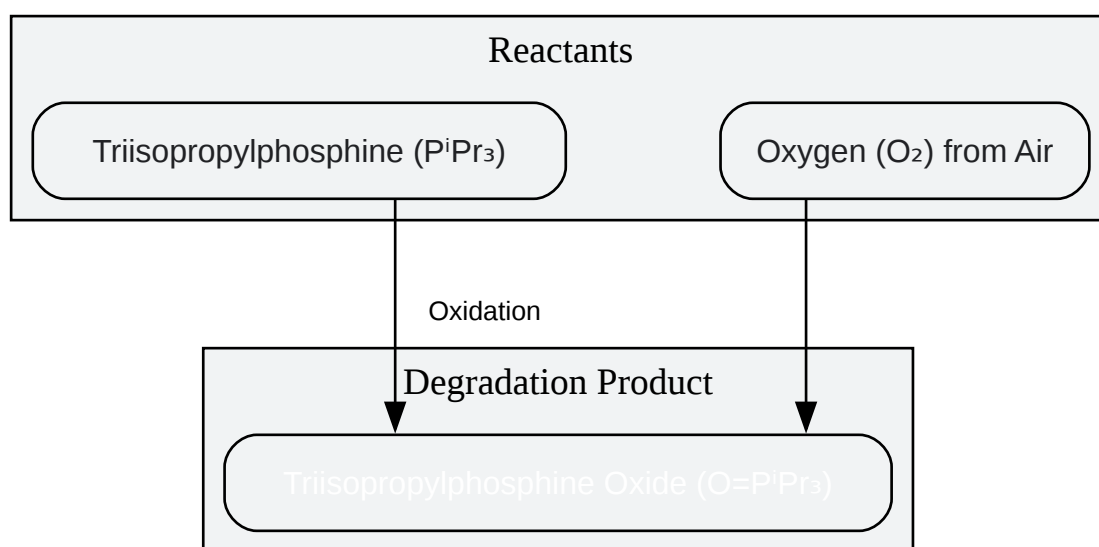 Reactants
Triisopropylphosphine (PⁱPr₃)
Oxygen (O₂) from Air
Oxidation
Degradation Product
Triisopropylphosphine Oxide (O=PⁱPr₃)